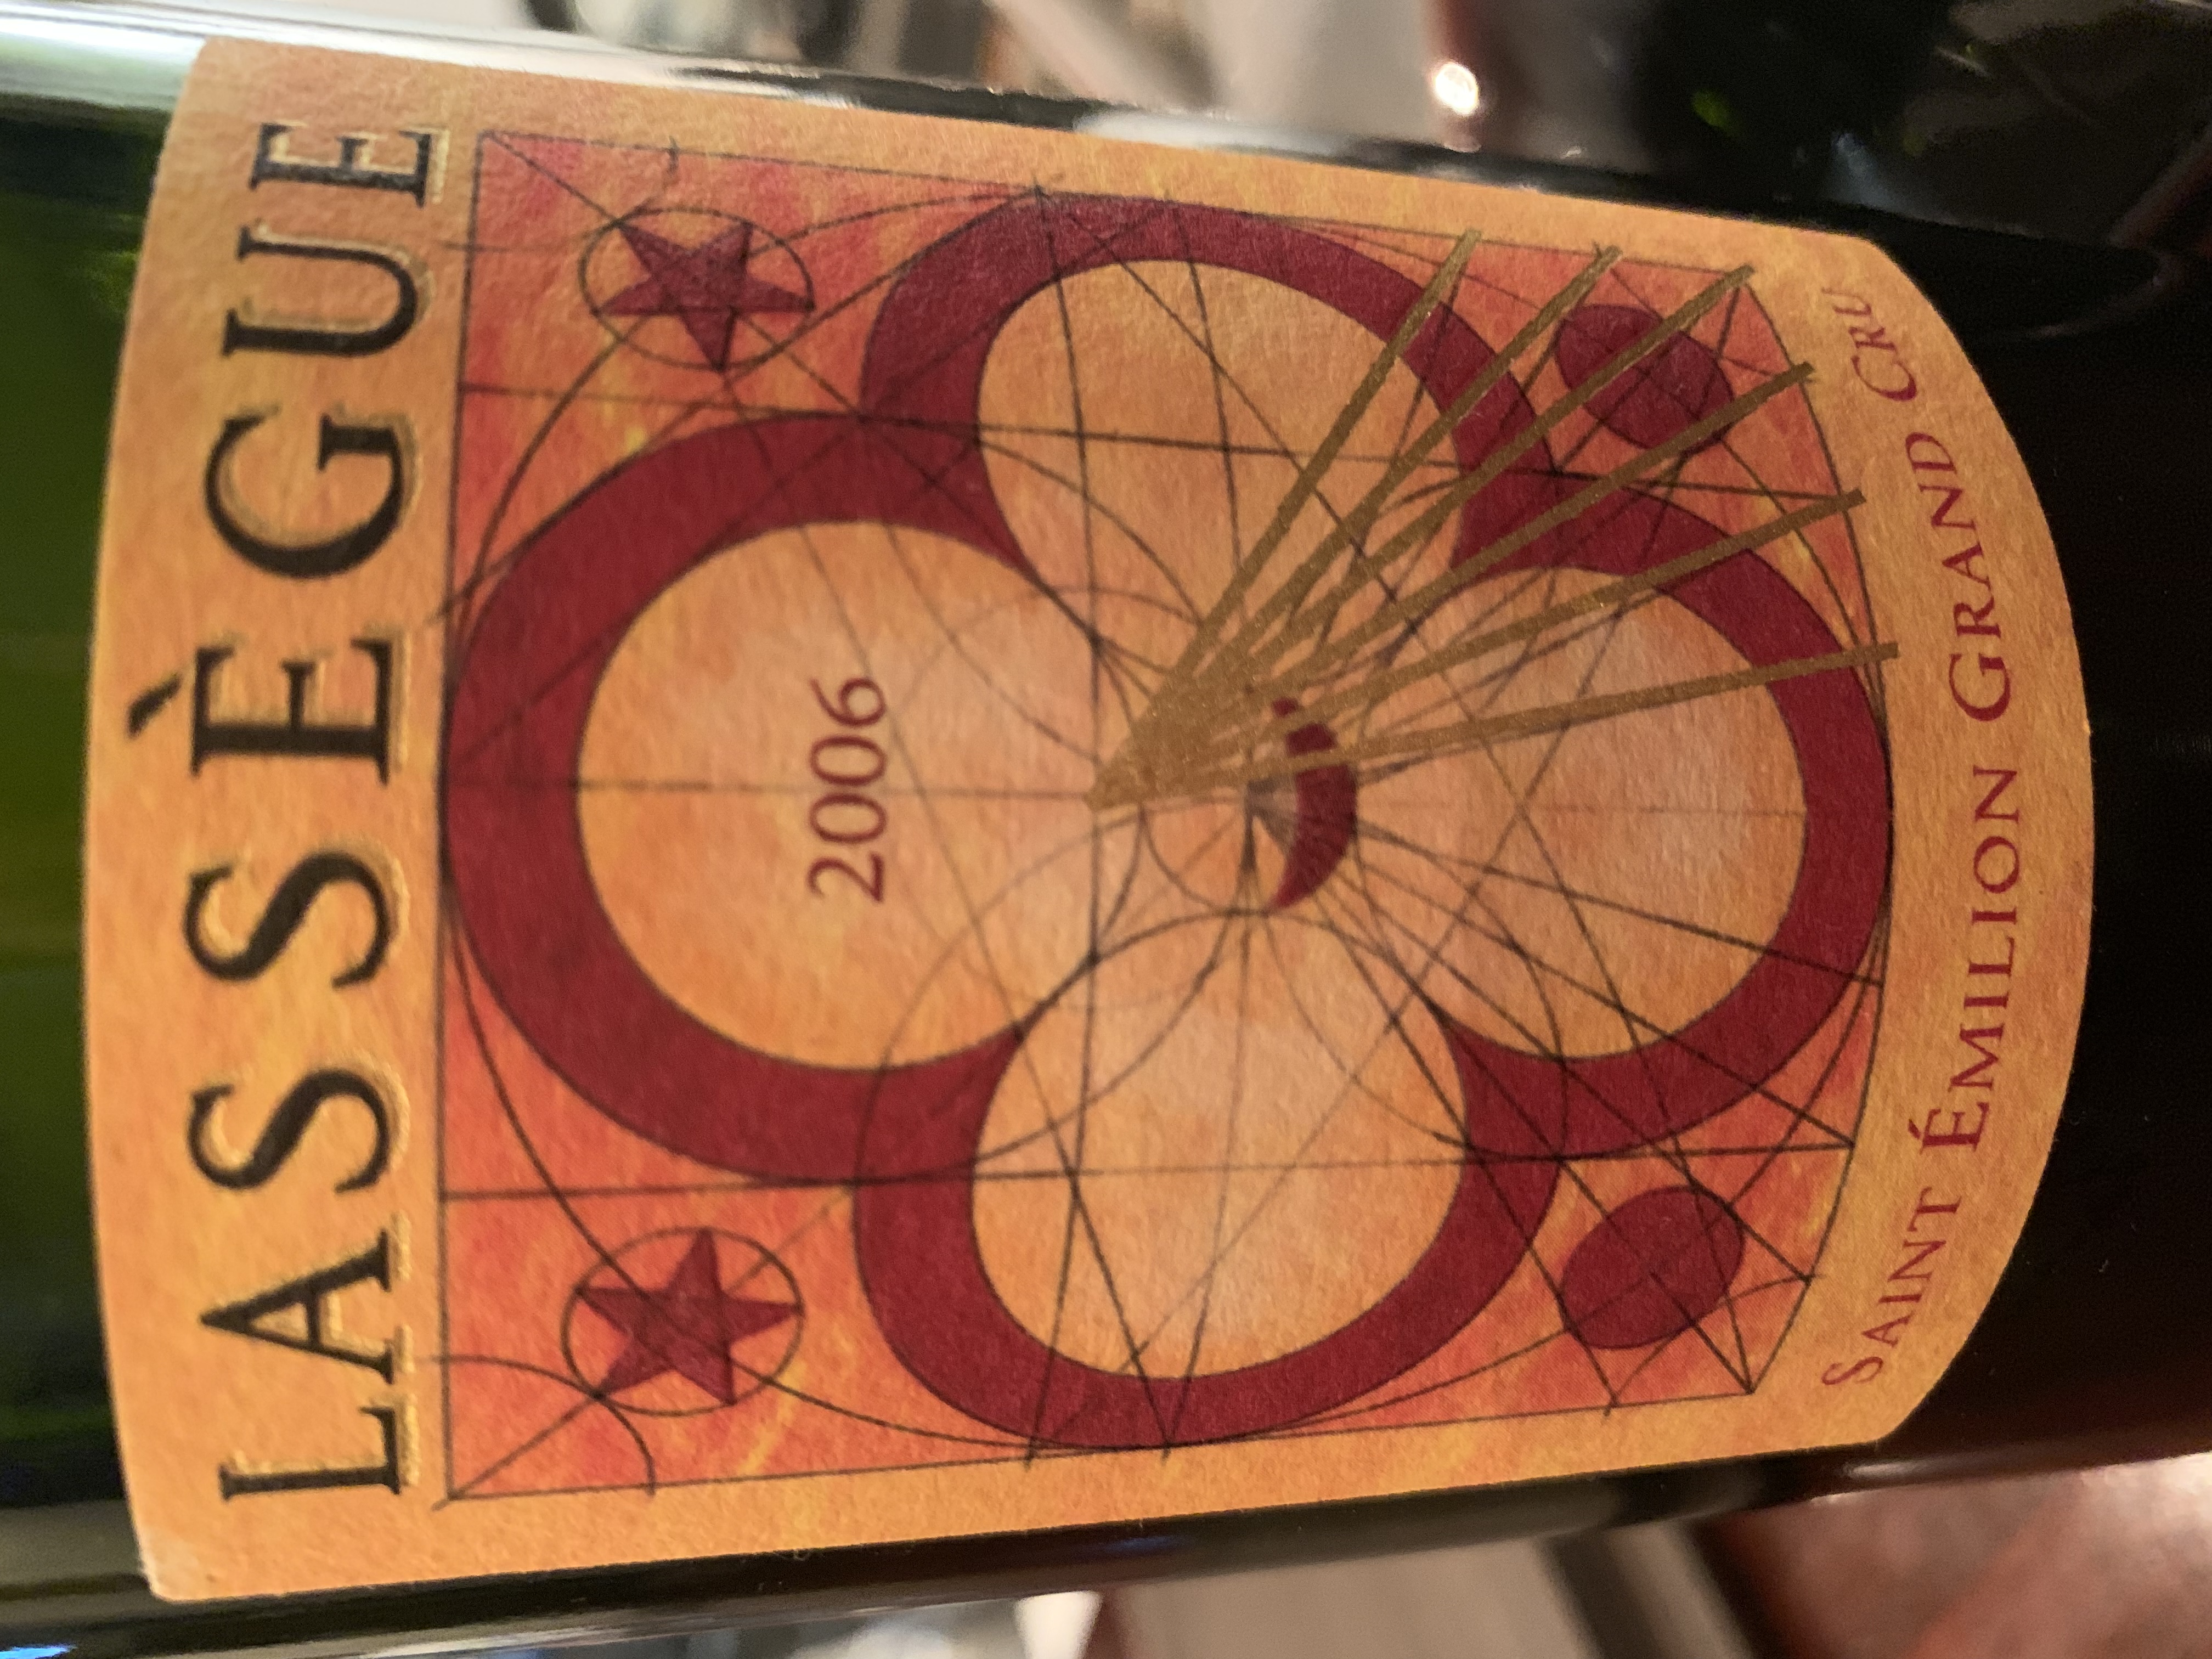 LASSÈGUE
2006
SAINT ÉMILION GRAND CRU